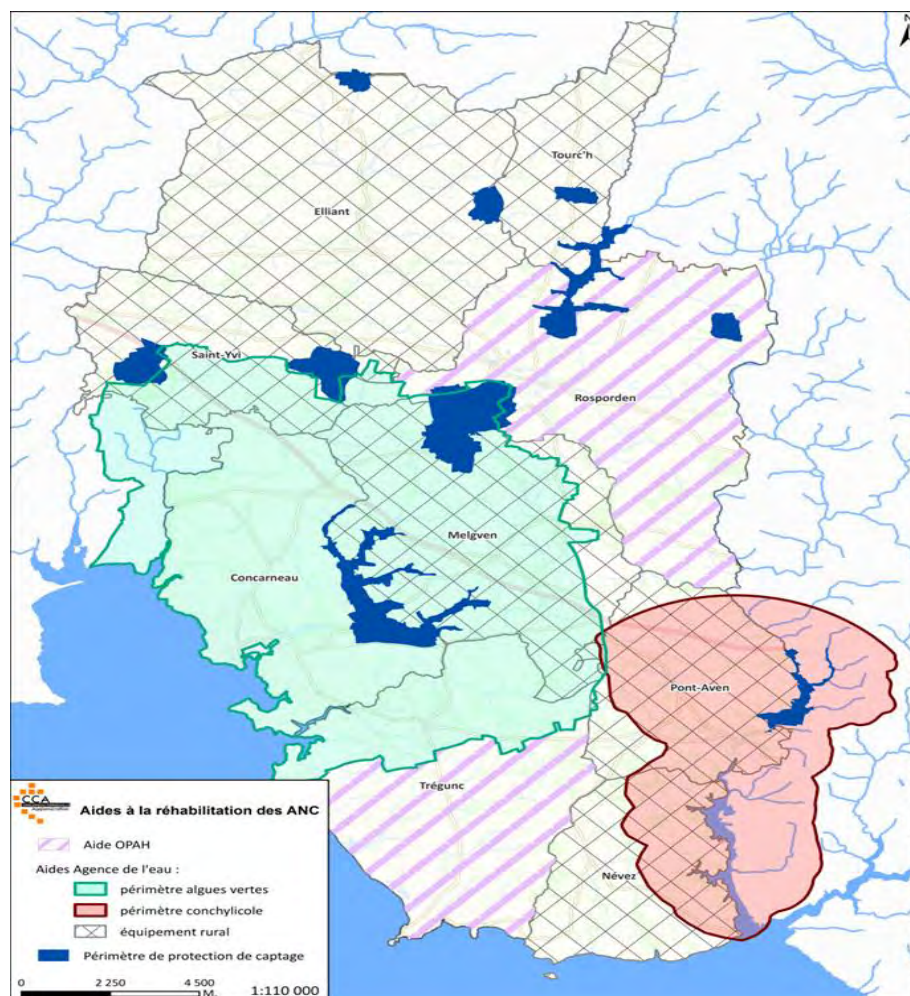 N
Tourc'h
Elliant
Saint-Yvi
Rosporden
Melgven
Concarneau
Pont-Aven
Trégunc
Névez
CCA
Aides à la réhabilitation des ANC
Aide OPAH
Aides Agence de l'eau :
périmètre algues vertes
périmètre conchylicole
équipement rural
Périmètre de protection de captage
0 2 250 4 500
M. 1:110 000